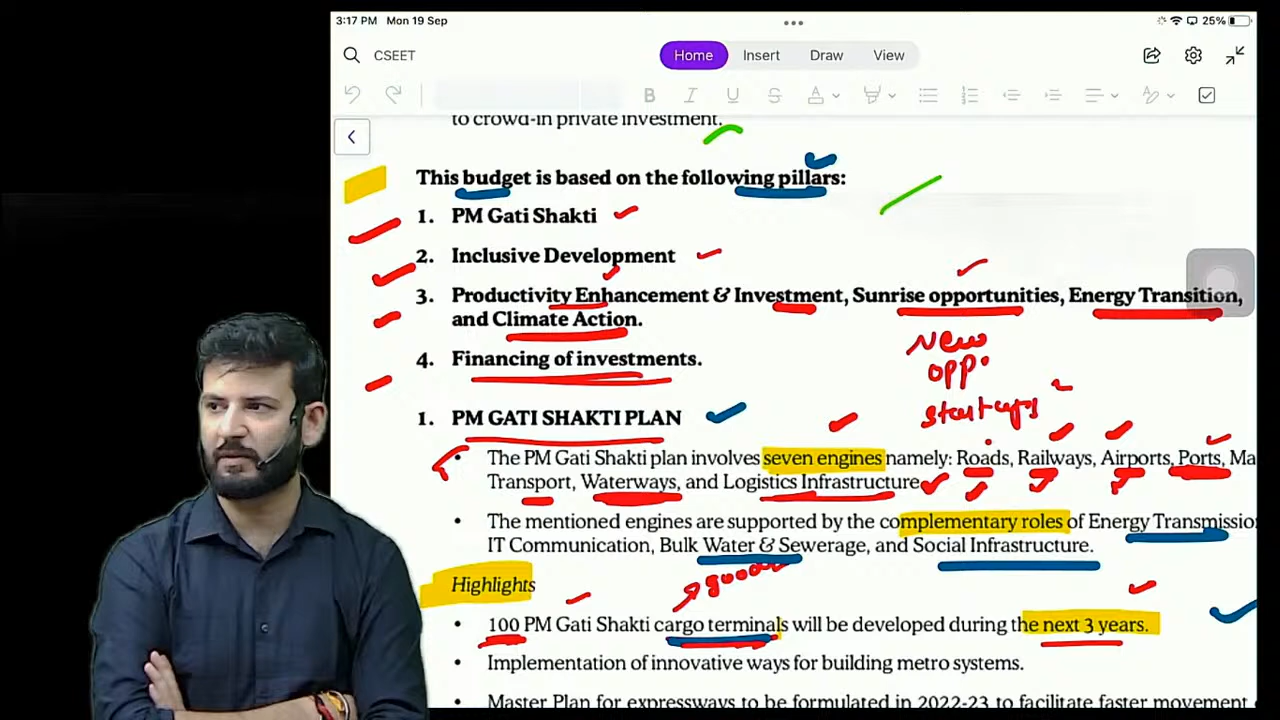 3:17 PM Mon 19 Sep
25%
CSEET
Home Insert Draw View
B I U S A
to crowd-in private investment.
This budget is based on the following pillars:
1. PM Gati Shakti
2. Inclusive Development
3. Productivity Enhancement & Investment, Sunrise opportunities, Energy Transition,
and Climate Action.
New
opp.
4. Financing of investments.
startups
1. PM GATI SHAKTI PLAN
• The PM Gati Shakti plan involves seven engines namely: Roads, Railways, Airports, Ports, Ma
Transport, Waterways, and Logistics Infrastructure
• The mentioned engines are supported by the complementary roles of Energy Transmissio
IT Communication, Bulk Water & Sewerage, and Social Infrastructure.
goods
Highlights
• 100 PM Gati Shakti cargo terminals will be developed during the next 3 years.
• Implementation of innovative ways for building metro systems.
• Master Plan for expressways to be formulated in 2022-23 to facilitate faster movement